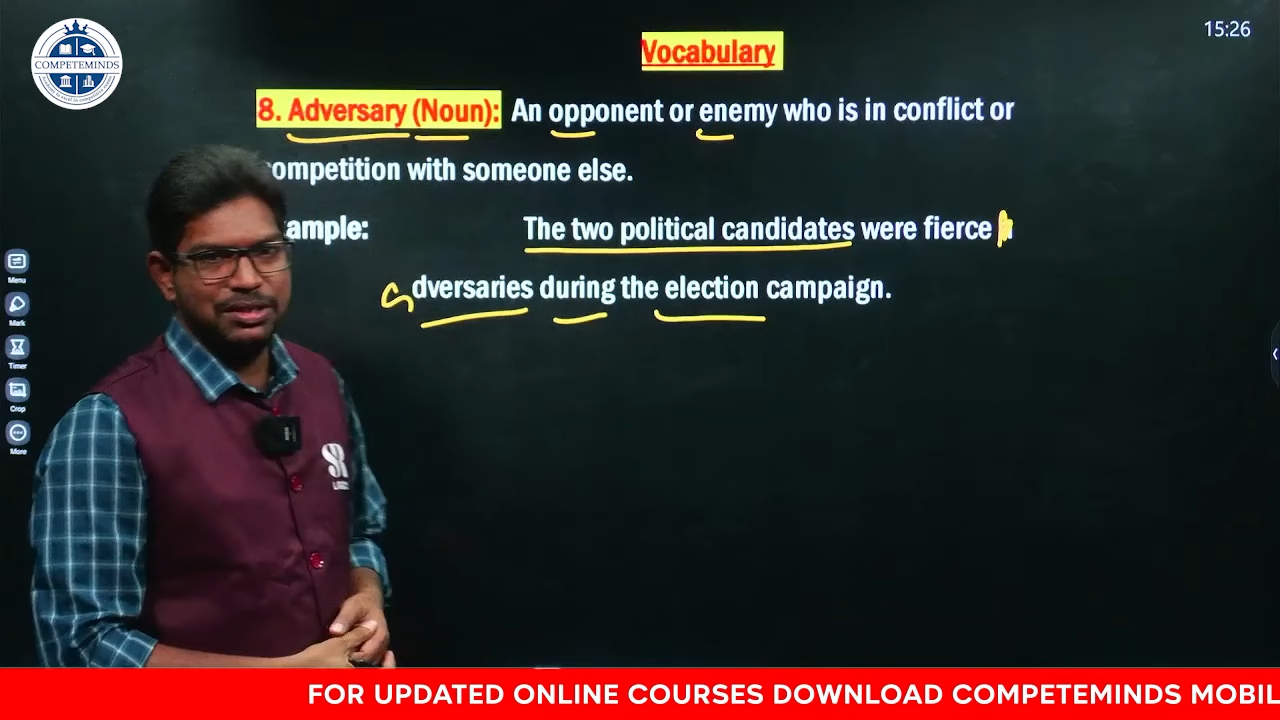 COMPETEMINDS
15:26
Vocabulary
8. Adversary (Noun): An opponent or enemy who is in conflict or
ompetition with someone else.
ample: The two political candidates were fierce
a dversaries during the election campaign.
Menu
Mark
Timer
Crop
More
SR
FOR UPDATED ONLINE COURSES DOWNLOAD COMPETEMINDS MOBIL